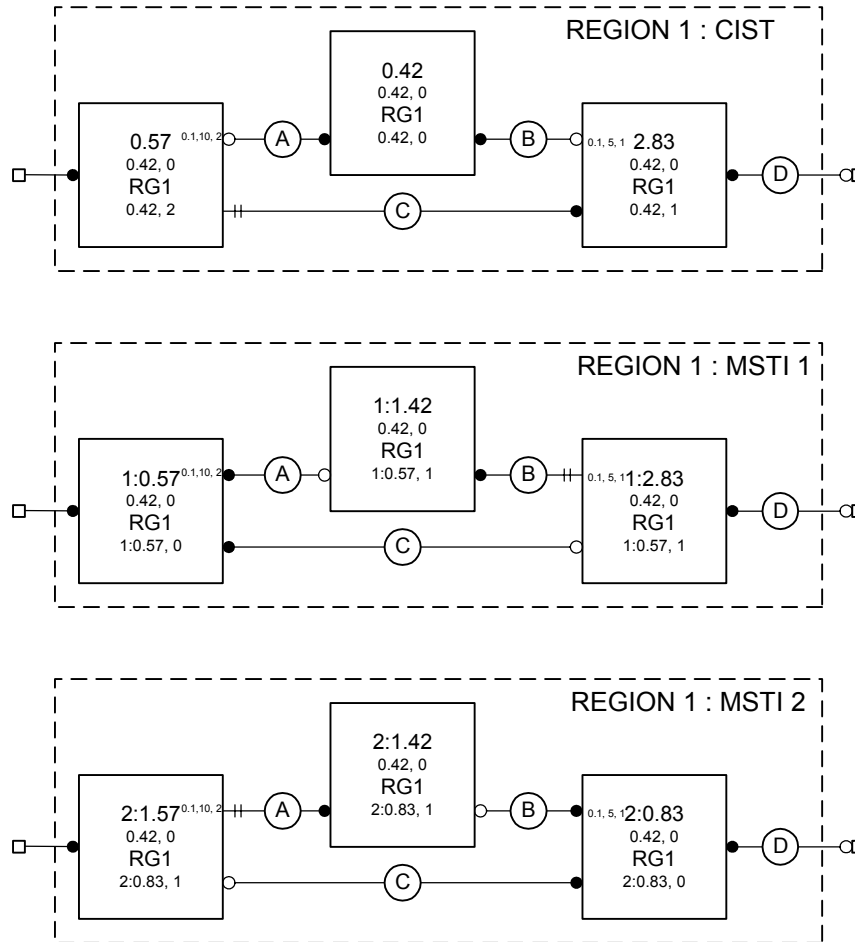 REGION 1 : CIST
0.42
0.42, 0
RG1
0.42, 0
0.57
0.42, 0
RG1
0.42, 2
0.1,10, 2
A
B
0.1, 5, 1
2.83
0.42, 0
RG1
0.42, 1
C
D
REGION 1 : MSTI 1
1:1.42
0.42, 0
RG1
1:0.57, 1
1:0.57
0.42, 0
RG1
1:0.57, 0
0.1,10, 2
A
B
0.1, 5, 1
1:2.83
0.42, 0
RG1
1:0.57, 1
C
D
REGION 1 : MSTI 2
2:1.42
0.42, 0
RG1
2:0.83, 1
2:1.57
0.42, 0
RG1
2:0.83, 1
0.1,10, 2
A
B
0.1, 5, 1
2:0.83
0.42, 0
RG1
2:0.83, 0
C
D